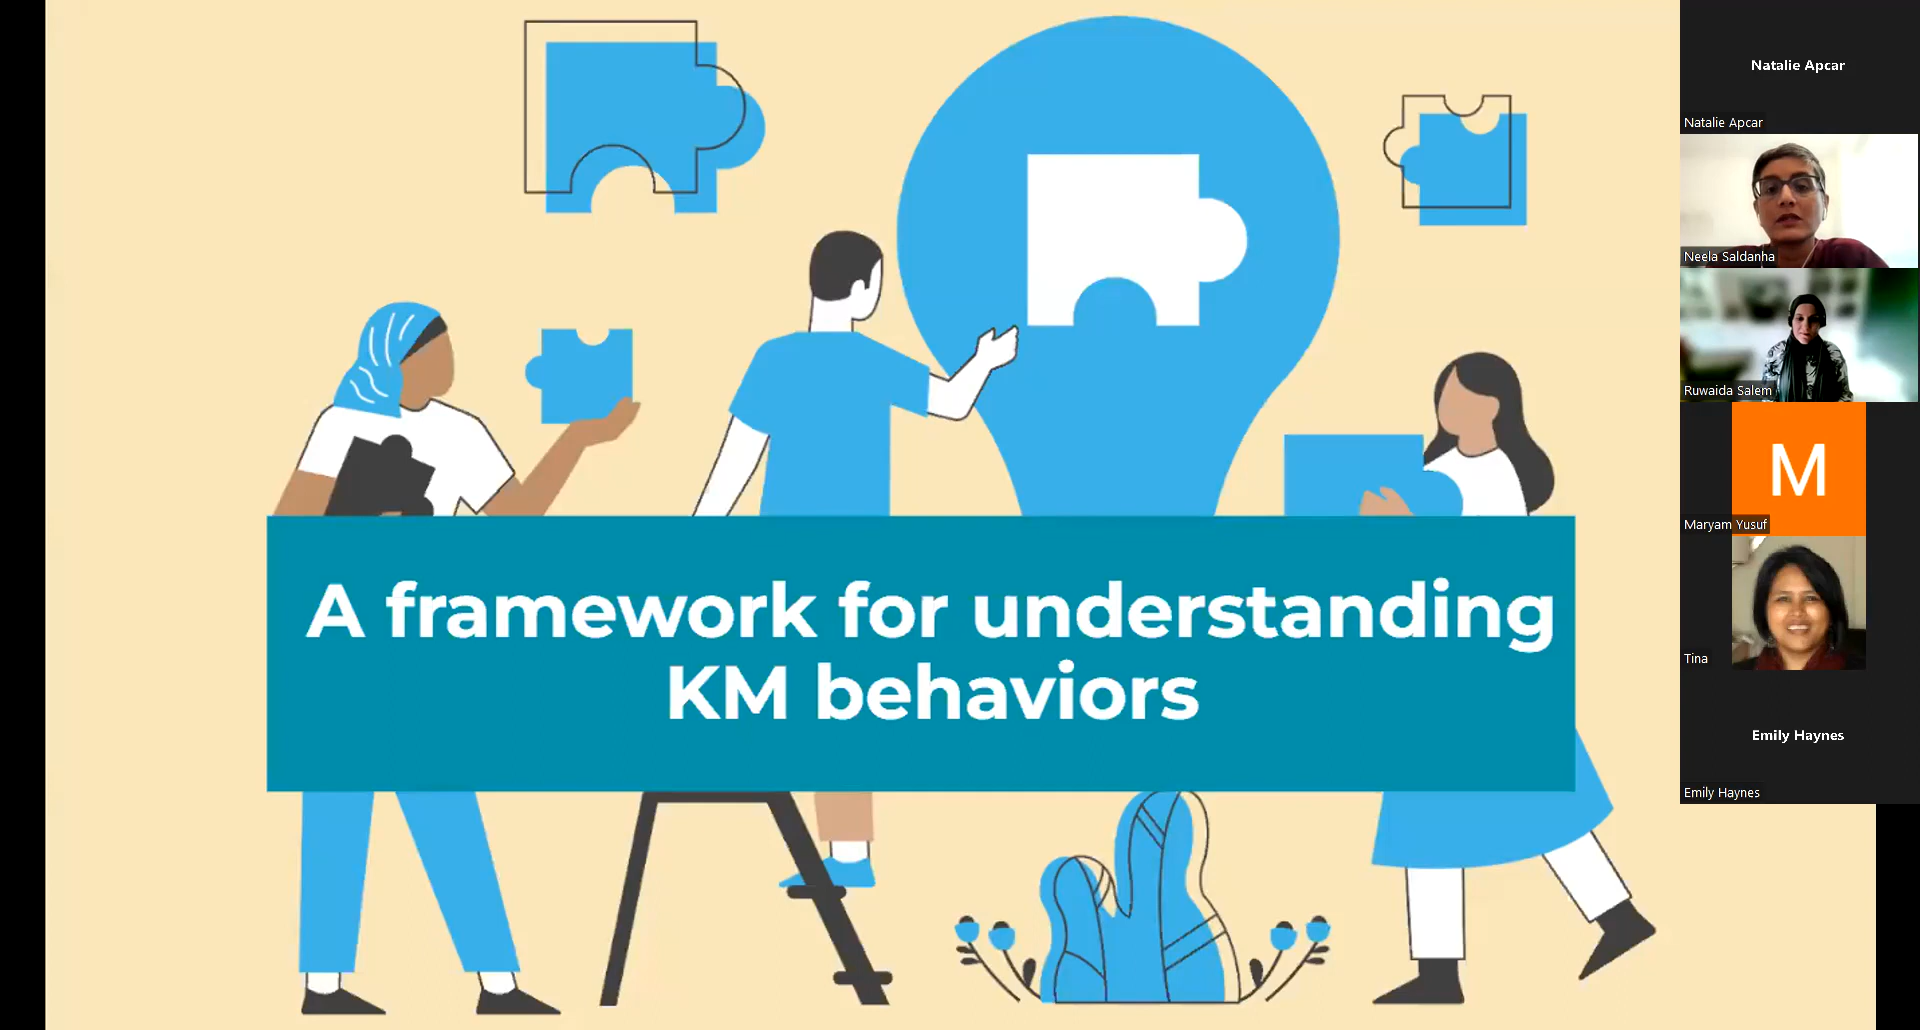 A framework for understanding
KM behaviors
Natalie Apcar
Natalie Apcar
Neela Saldanha
Ruwaida Salem
M
Maryam Yusuf
Tina
Emily Haynes
Emily Haynes